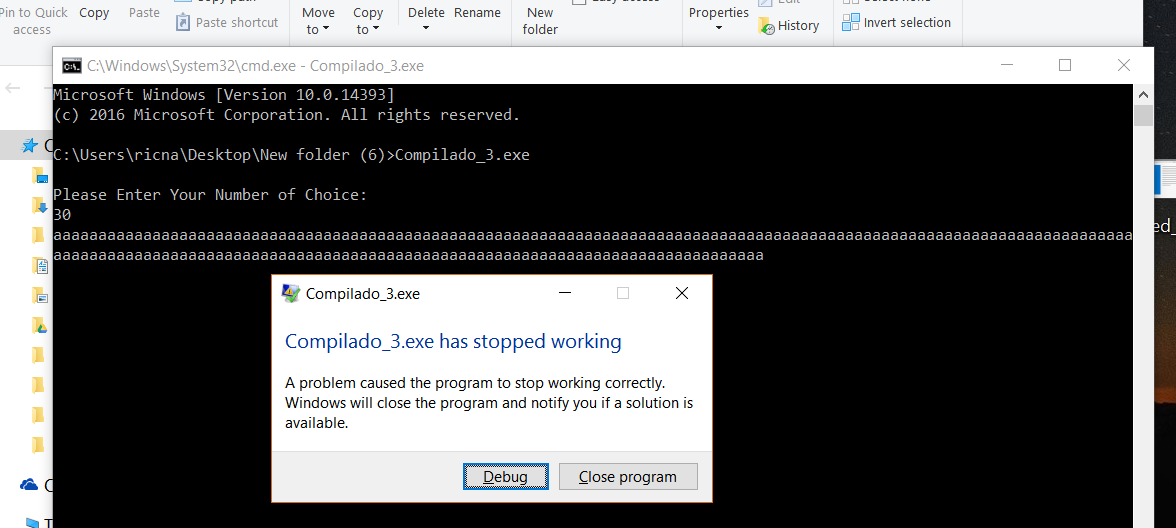 Pin to Quick
access
Copy
Copy path
Paste
Paste shortcut
Move
to
Copy
to
Delete
Rename
New
folder
Easy access
Properties
Edit
History
Select none
Invert selection
C:\Windows\System32\cmd.exe - Compilado_3.exe
Microsoft Windows [Version 10.0.14393]
(c) 2016 Microsoft Corporation. All rights reserved.
C:\Users\ricna\Desktop\New folder (6)>Compilado_3.exe
Please Enter Your Number of Choice:
30
aaaaaaaaaaaaaaaaaaaaaaaaaaaaaaaaaaaaaaaaaaaaaaaaaaaaaaaaaaaaaaaaaaaaaaaaaaaaaaaaaaaaaaaaaaaaaaaaaaaaaaaaaaaaaaaaaaaaaaaa
aaaaaaaaaaaaaaaaaaaaaaaaaaaaaaaaaaaaaaaaaaaaaaaaaaaaaaaaaaaaaaaaaaaaaaaaaaaaaaa
Compilado_3.exe
Compilado_3.exe has stopped working
A problem caused the program to stop working correctly.
Windows will close the program and notify you if a solution is
available.
Debug
Close program